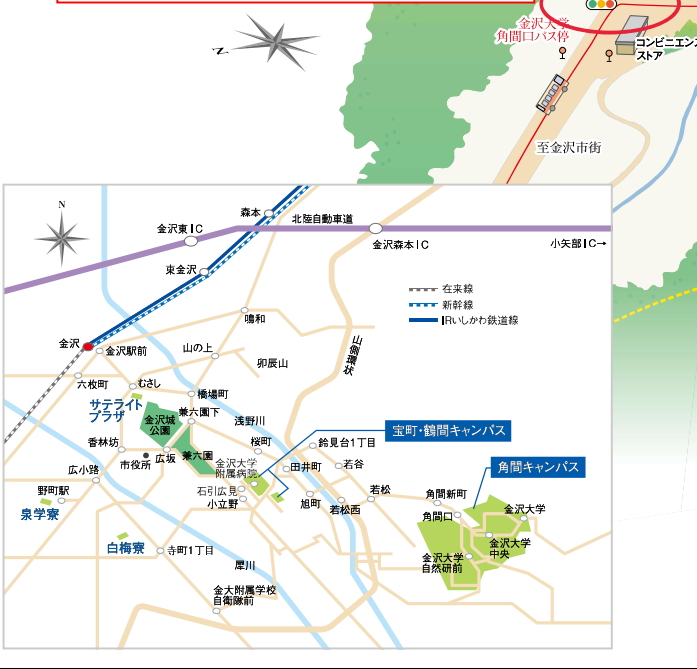 金沢大学
角間口バス停
コンビニエンス
ストア
至金沢市街
N
N
森本
北陸自動車道
金沢東IC
金沢森本IC
小矢部IC→
東金沢
在来線
新幹線
IRいしかわ鉄道線
鳴和
金沢
金沢駅前
山の上
卯辰山
山側環状
六枚町
むさし
橋場町
サテライト
プラザ
金沢城
公園
兼六園下
浅野川
宝町・鶴間キャンパス
香林坊
市役所
広坂
兼六園
桜町
鈴見台1丁目
金沢大学
附属病院
田井町
若谷
角間キャンパス
広小路
野町駅
泉学寮
石引広見
小立野
旭町
若松西
若松
角間新町
角間口
金沢大学
金沢大学
中央
金沢大学
自然研前
白梅寮
寺町1丁目
犀川
金大附属学校
自衛隊前